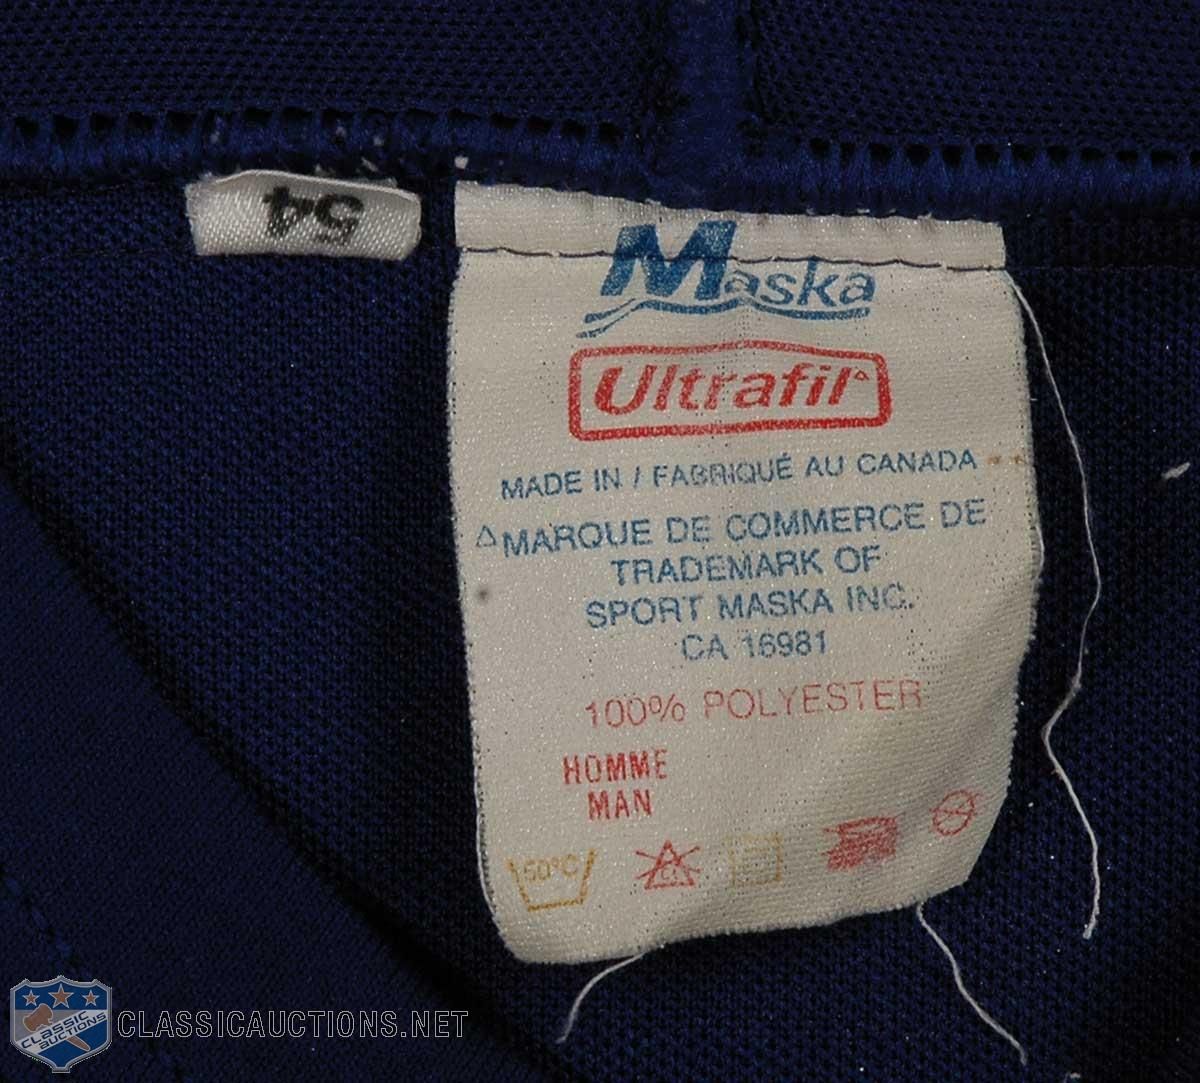 54
Maska
Ultrafil△
MADE IN / FABRIQUÉ AU CANADA
△MARQUE DE COMMERCE DE
TRADEMARK OF
SPORT MASKA INC.
CA 16981
100% POLYESTER
HOMME
MAN
50°C
CL
CLASSIC
AUCTIONS
CLASSICAUCTIONS.NET